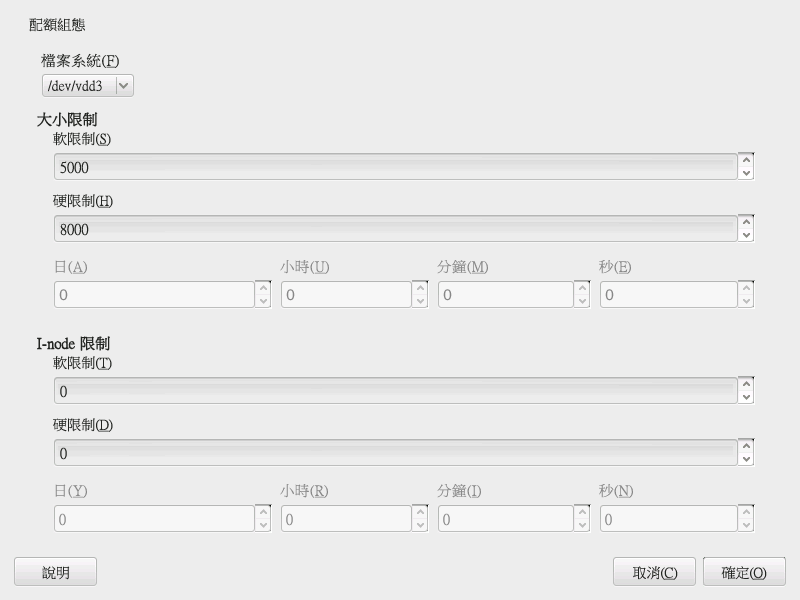 配額組態
檔案系統(F)
/dev/vdd3
大小限制
軟限制(S)
5000
硬限制(H)
8000
日(A) 小時(U) 分鐘(M) 秒(E)
0 0 0 0
I-node 限制
軟限制(T)
0
硬限制(D)
0
日(Y) 小時(R) 分鐘(I) 秒(N)
0 0 0 0
說明 取消(C) 確定(O)